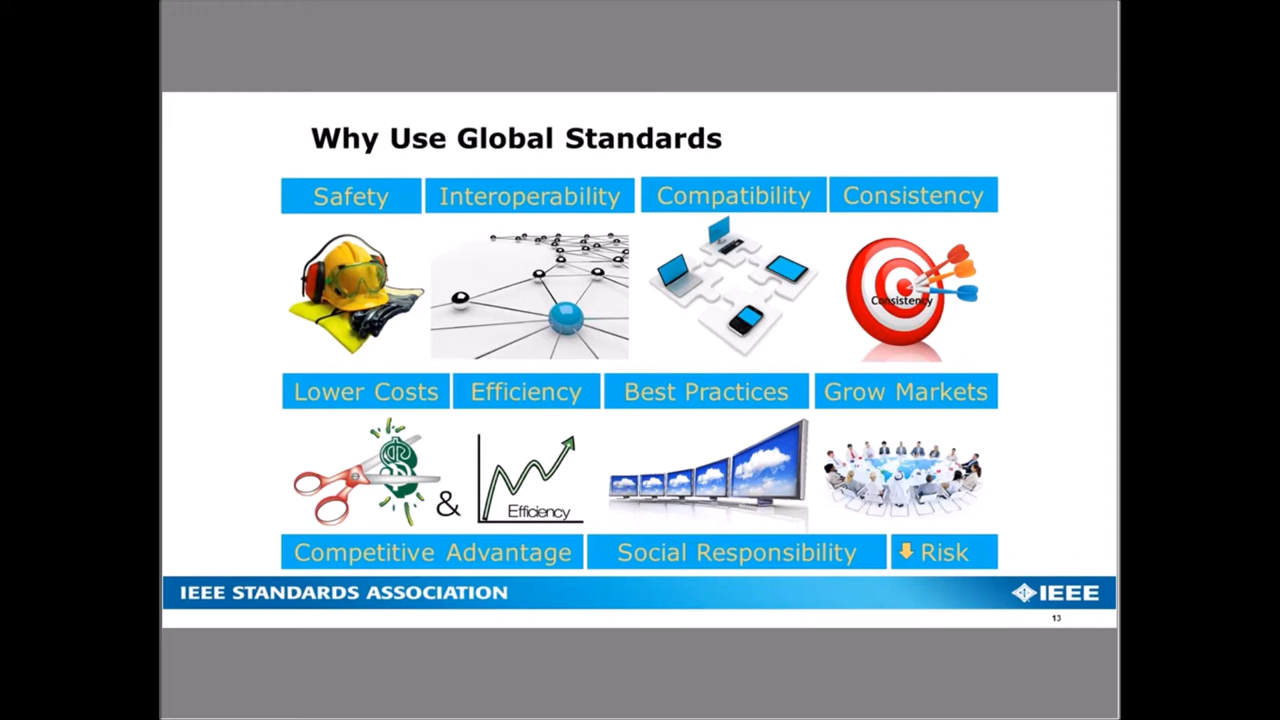 Why Use Global Standards
Safety Interoperability Compatibility Consistency
Consistency
Lower Costs Efficiency Best Practices Grow Markets
&
Efficiency
Competitive Advantage Social Responsibility Risk
IEEE STANDARDS ASSOCIATION IEEE
13